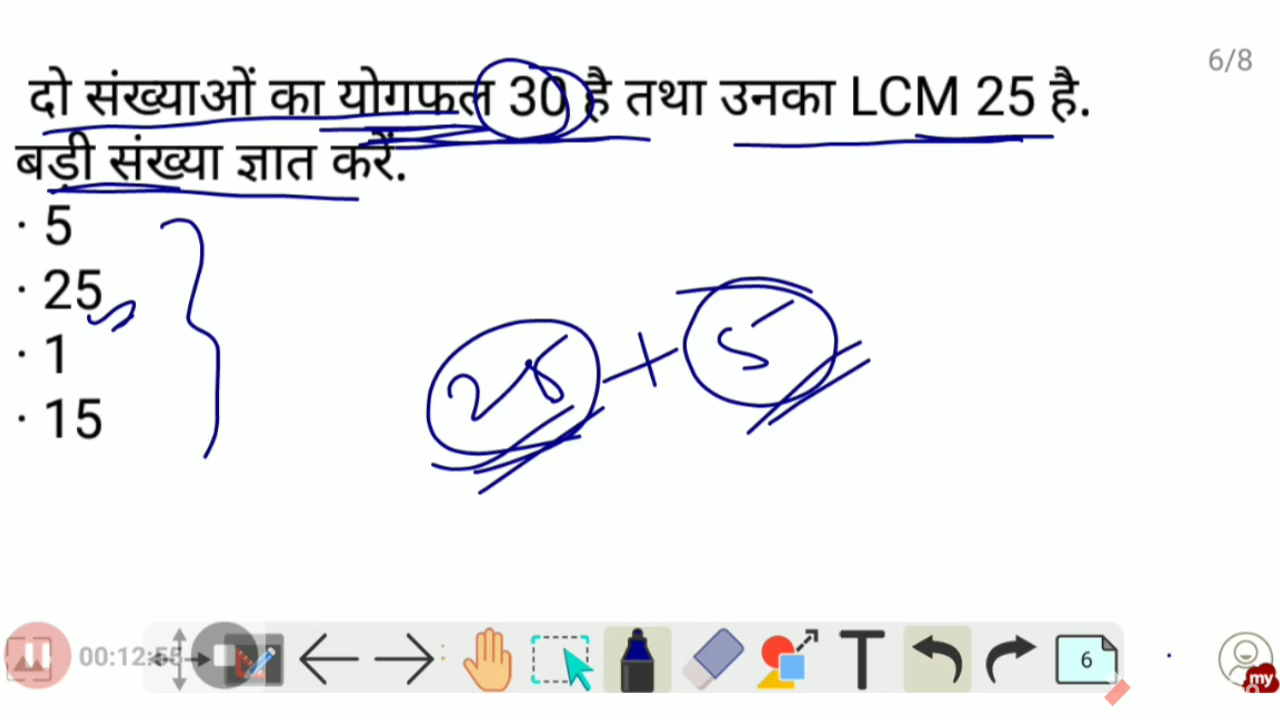 6/8
दो संख्याओं का योगफल 30 है तथा उनका LCM 25 है.
बड़ी संख्या ज्ञात करें.
· 5
· 25
· 1
· 15
25 + 5
00:12:55
T
6
my